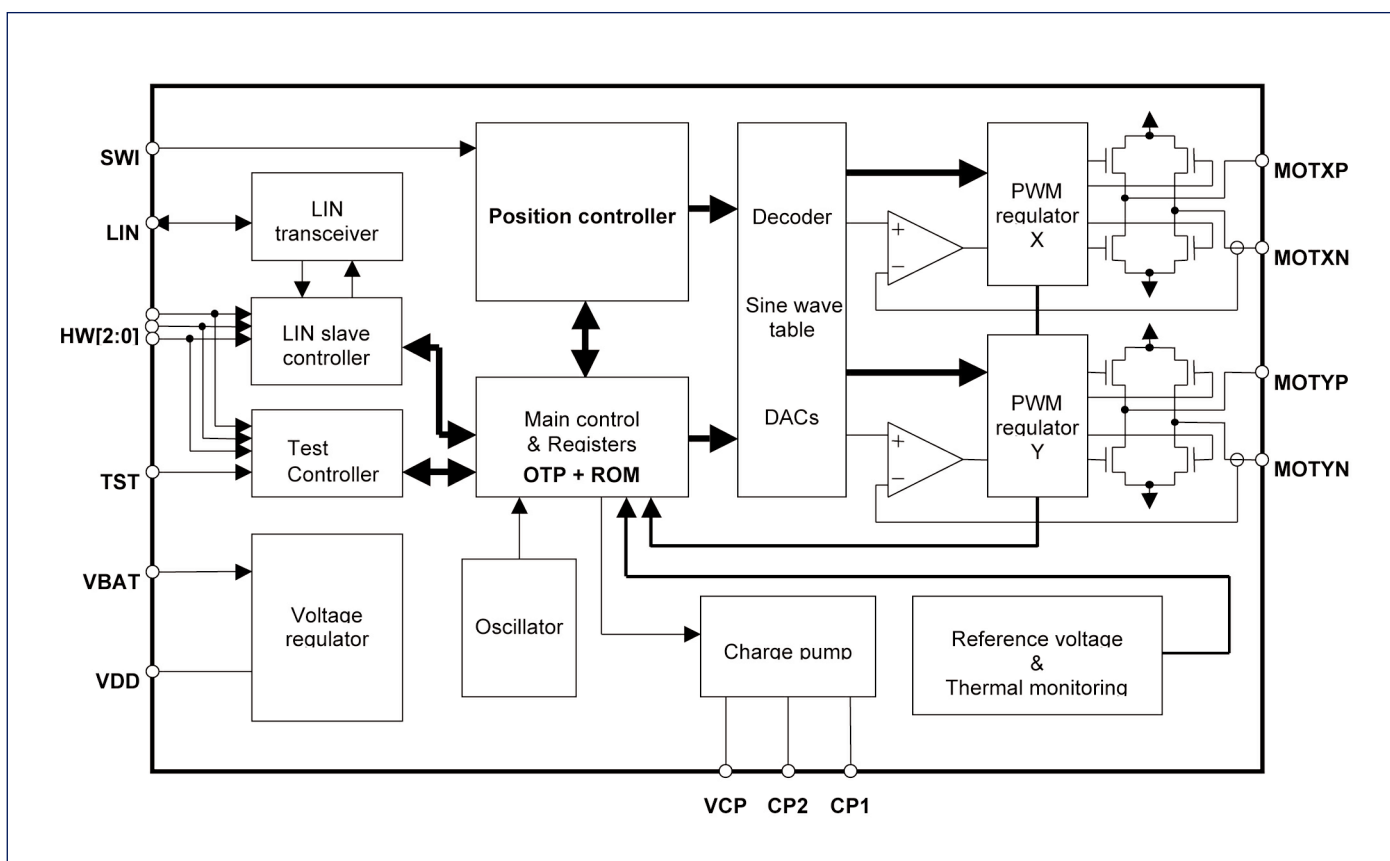 SWI
LIN
HW[2:0]
TST
VBAT
VDD
LIN
transceiver
LIN slave
controller
Test
Controller
Voltage
regulator
Position controller
Main control
& Registers
OTP + ROM
Oscillator
Decoder
Sine wave
table
DACs
+
−
+
−
PWM
regulator
X
PWM
regulator
Y
Charge pump
Reference voltage
&
Thermal monitoring
MOTXP
MOTXN
MOTYP
MOTYN
VCP
CP2
CP1